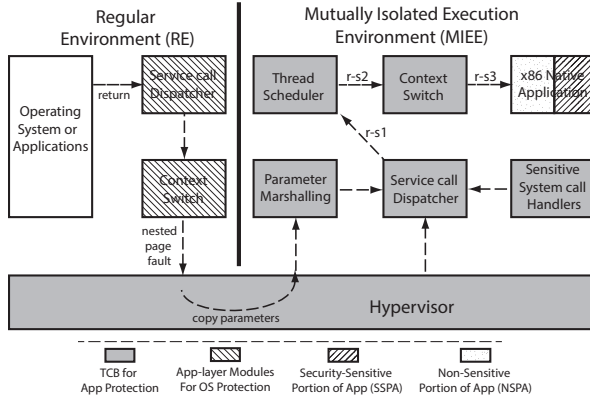 Regular
Environment (RE)
Mutually Isolated Execution
Environment (MIEE)
Operating
System or
Applications
return
Service call
Dispatcher
Context
Switch
nested
page
fault
Thread
Scheduler
r-s2
Context
Switch
r-s3
x86 Native
Application
r-s1
Parameter
Marshalling
Service call
Dispatcher
Sensitive
System call
Handlers
copy parameters
Hypervisor
TCB for
App Protection
App-layer Modules
For OS Protection
Security-Sensitive
Portion of App (SSPA)
Non-Sensitive
Portion of App (NSPA)